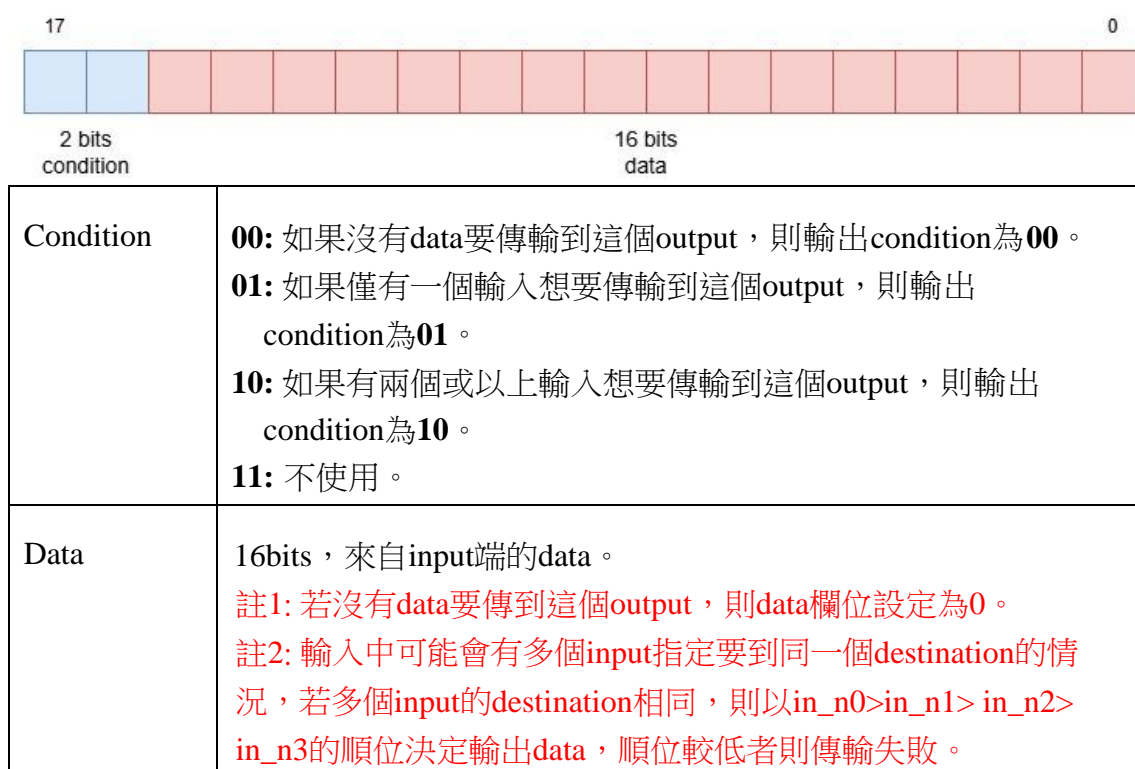 17 0
2 bits 16 bits
condition data
Condition 00: 如果沒有data要傳輸到這個output，則輸出condition為00。
01: 如果僅有一個輸入想要傳輸到這個output，則輸出
condition為01。
10: 如果有兩個或以上輸入想要傳輸到這個output，則輸出
condition為10。
11: 不使用。
Data 16bits，來自input端的data。
註1: 若沒有data要傳到這個output，則data欄位設定為0。
註2: 輸入中可能會有多個input指定要到同一個destination的情
況，若多個input的destination相同，則以in_n0>in_n1> in_n2>
in_n3的順位決定輸出data，順位較低者則傳輸失敗。